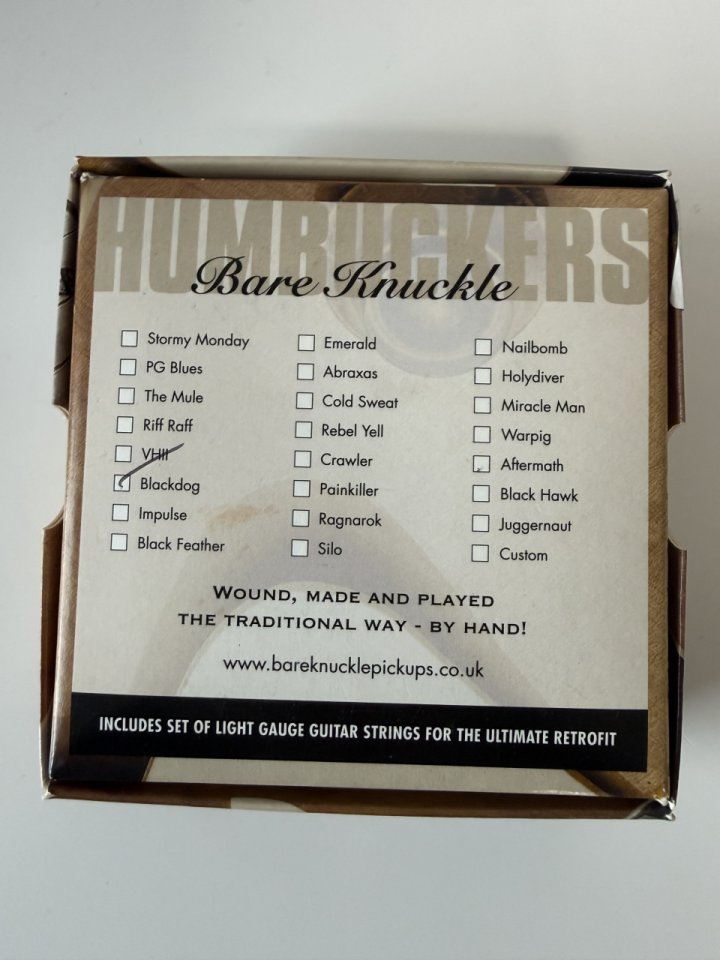 HUMBUCKERS
Bare Knuckle
Stormy Monday
PG Blues
The Mule
Riff Raff
VHII
Blackdog
Impulse
Black Feather
Emerald
Abraxas
Cold Sweat
Rebel Yell
Crawler
Painkiller
Ragnarok
Silo
Nailbomb
Holydiver
Miracle Man
Warpig
Aftermath
Black Hawk
Juggernaut
Custom
WOUND, MADE AND PLAYED
THE TRADITIONAL WAY - BY HAND!
www.bareknucklepickups.co.uk
INCLUDES SET OF LIGHT GAUGE GUITAR STRINGS FOR THE ULTIMATE RETROFIT